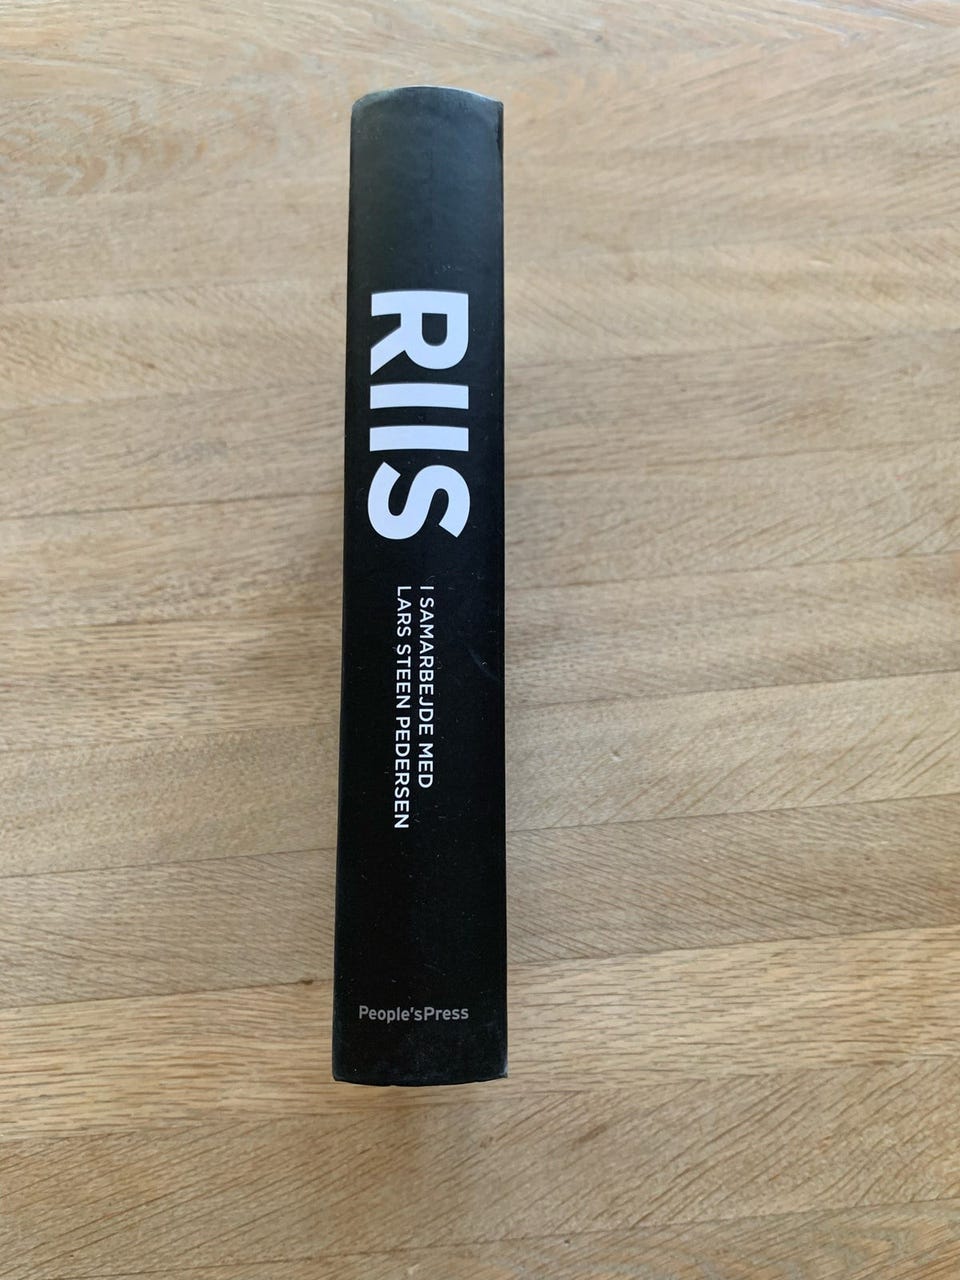 RIIS
I SAMARBEJDE MED
LARS STEEN PEDERSEN
People'sPress